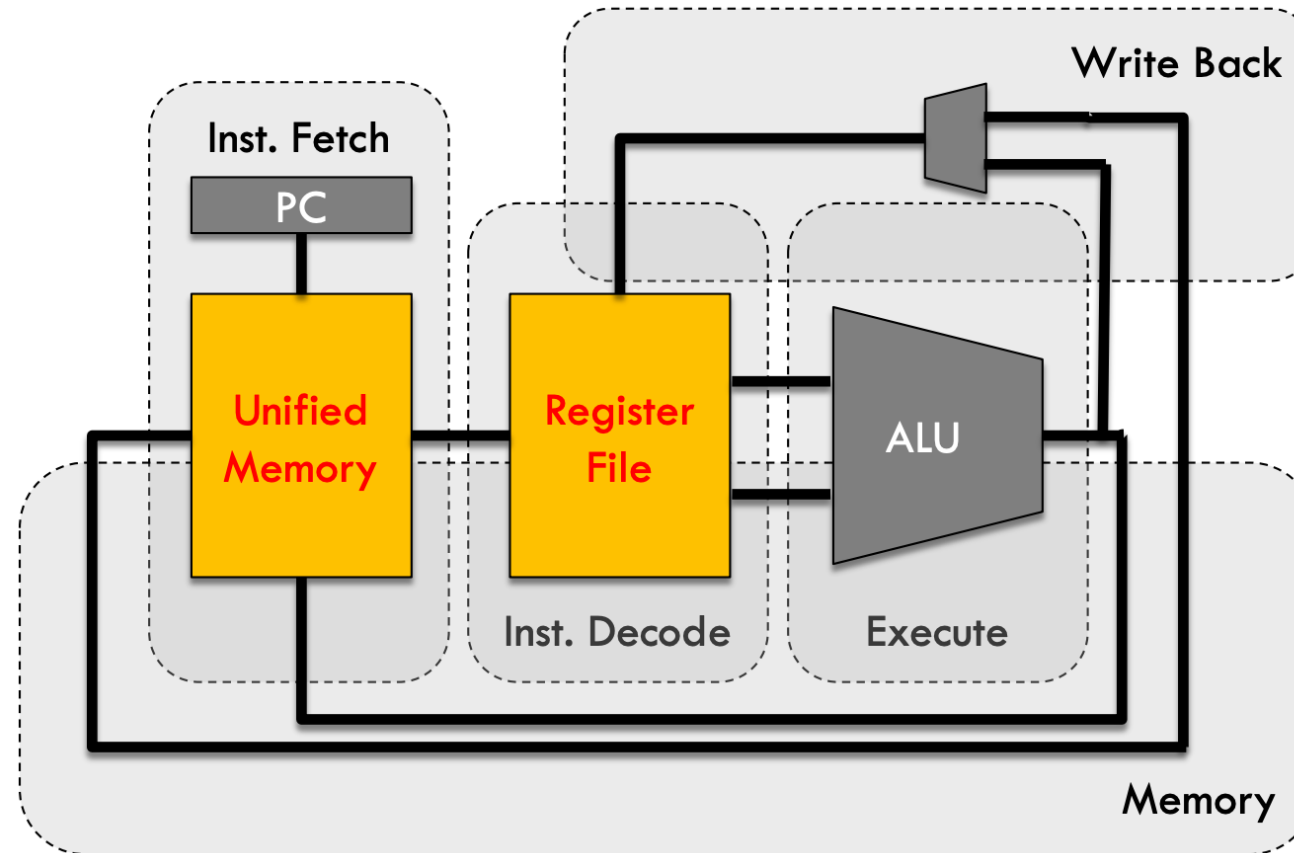 Write Back
Inst. Fetch
PC
Unified
Memory
Register
File
ALU
Inst. Decode
Execute
Memory